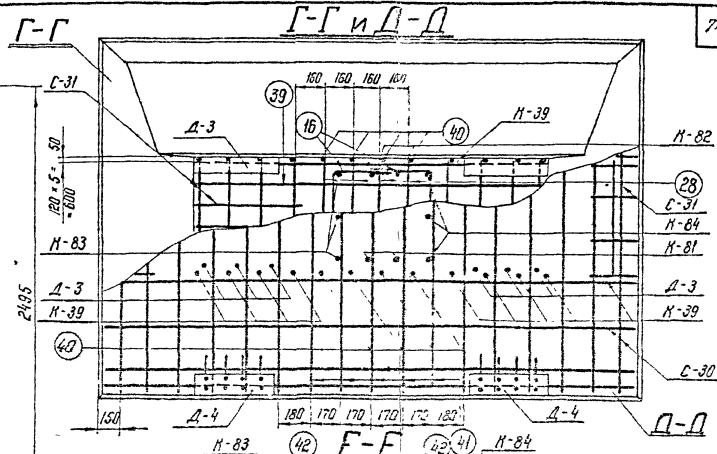 Г-Г и Д-Д
Г-Г
С-31
160 160 160 160
39
16
40
К-39
К-82
Д-3
50
120 × 5 =
= 600
28
С-31
К-84
К-83
К-81
2495
Д-3
Д-3
К-39
К-39
40
С-30
150
Д-4
180 170 170 170 170 180
Д-4
Д-Д
К-83
42
Е-Е
41
К-84